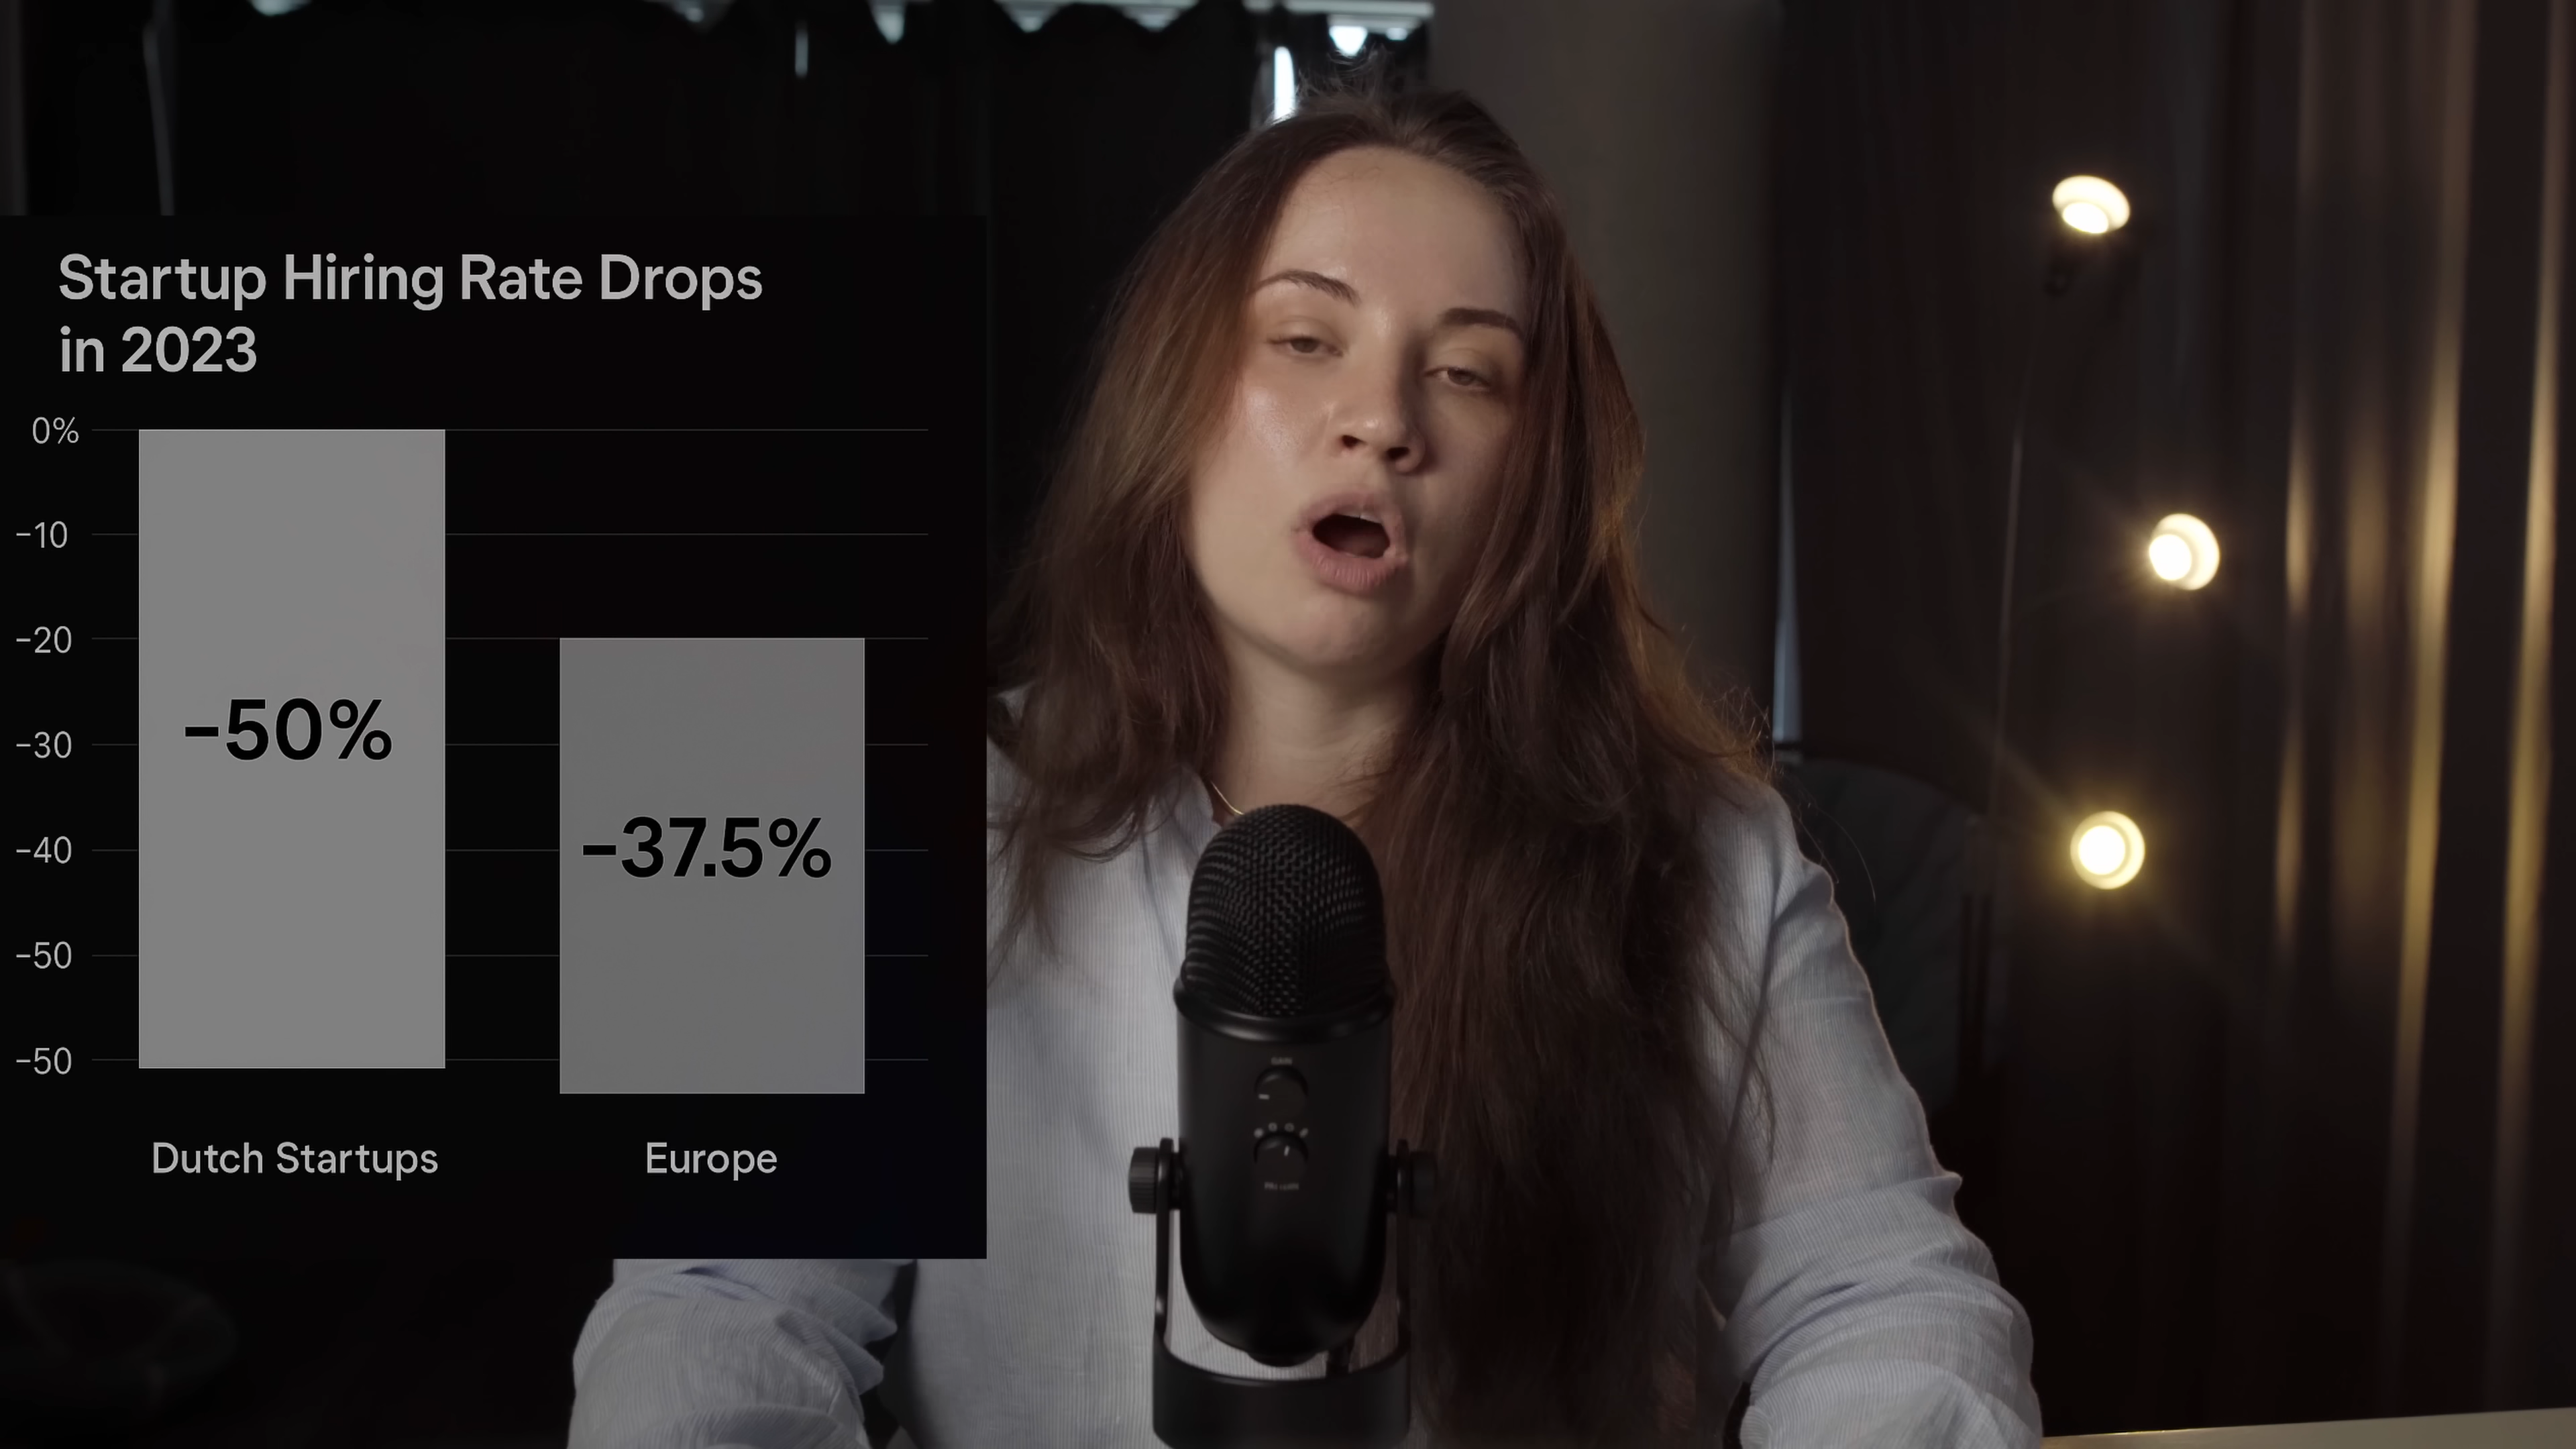 Startup Hiring Rate Drops
in 2023
0%
-10
-20
-30
-40
-50
-50
-50%
-37.5%
Dutch Startups
Europe